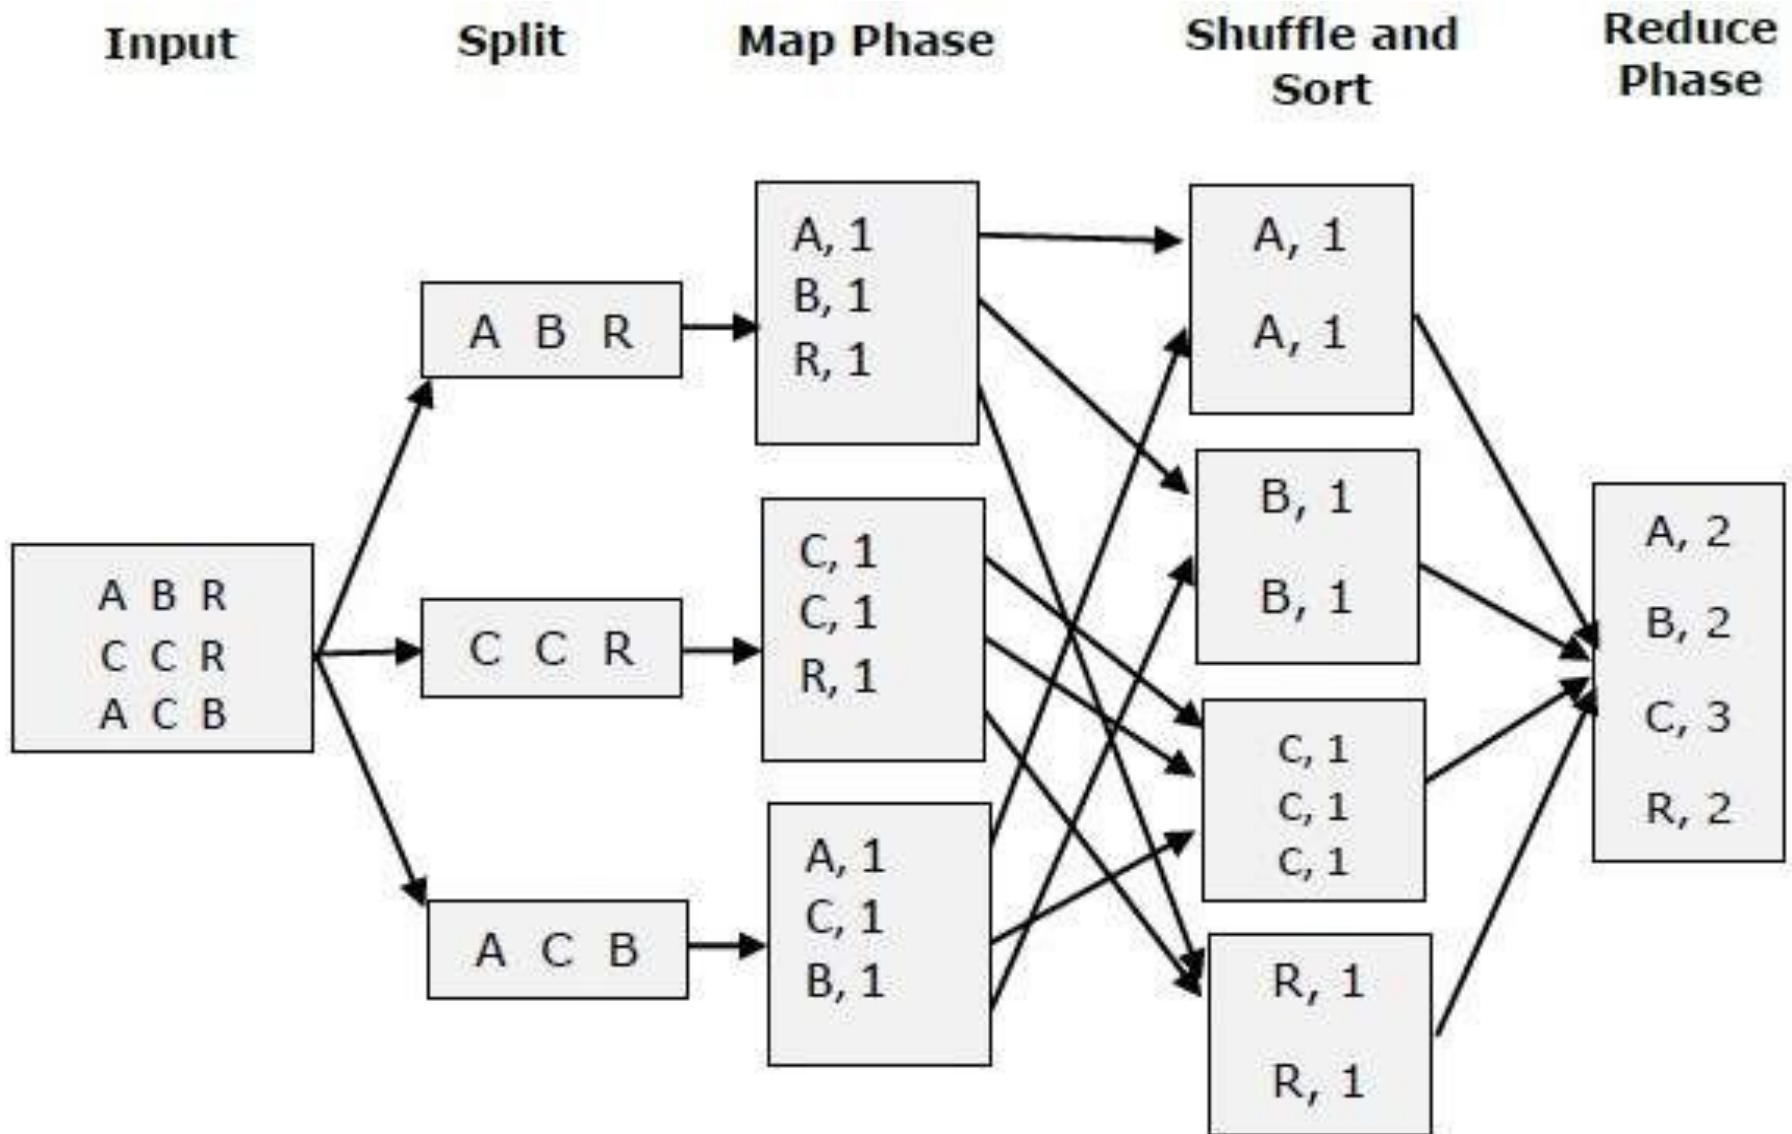 Input
Split
Map Phase
Shuffle and
Sort
Reduce
Phase
A B R
C C R
A C B
A B R
C C R
A C B
A, 1
B, 1
R, 1
C, 1
C, 1
R, 1
A, 1
C, 1
B, 1
A, 1
A, 1
B, 1
B, 1
C, 1
C, 1
C, 1
R, 1
R, 1
A, 2
B, 2
C, 3
R, 2